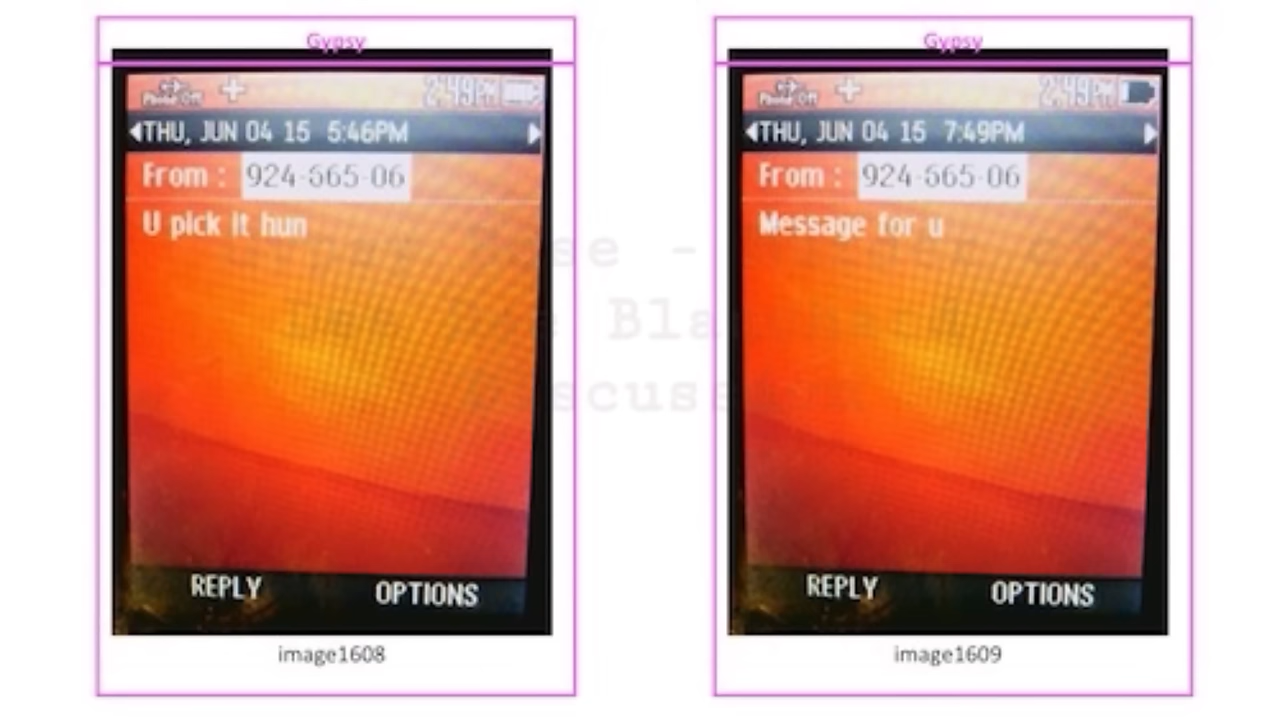 Gypsy
Phone Off 2:49PM
THU, JUN 04 15 5:46PM
From : 924-565-06
U pick it hun
REPLY OPTIONS
image1608
Gypsy
Phone Off 2:49PM
THU, JUN 04 15 7:49PM
From : 924-565-06
Message for u
REPLY OPTIONS
image1609